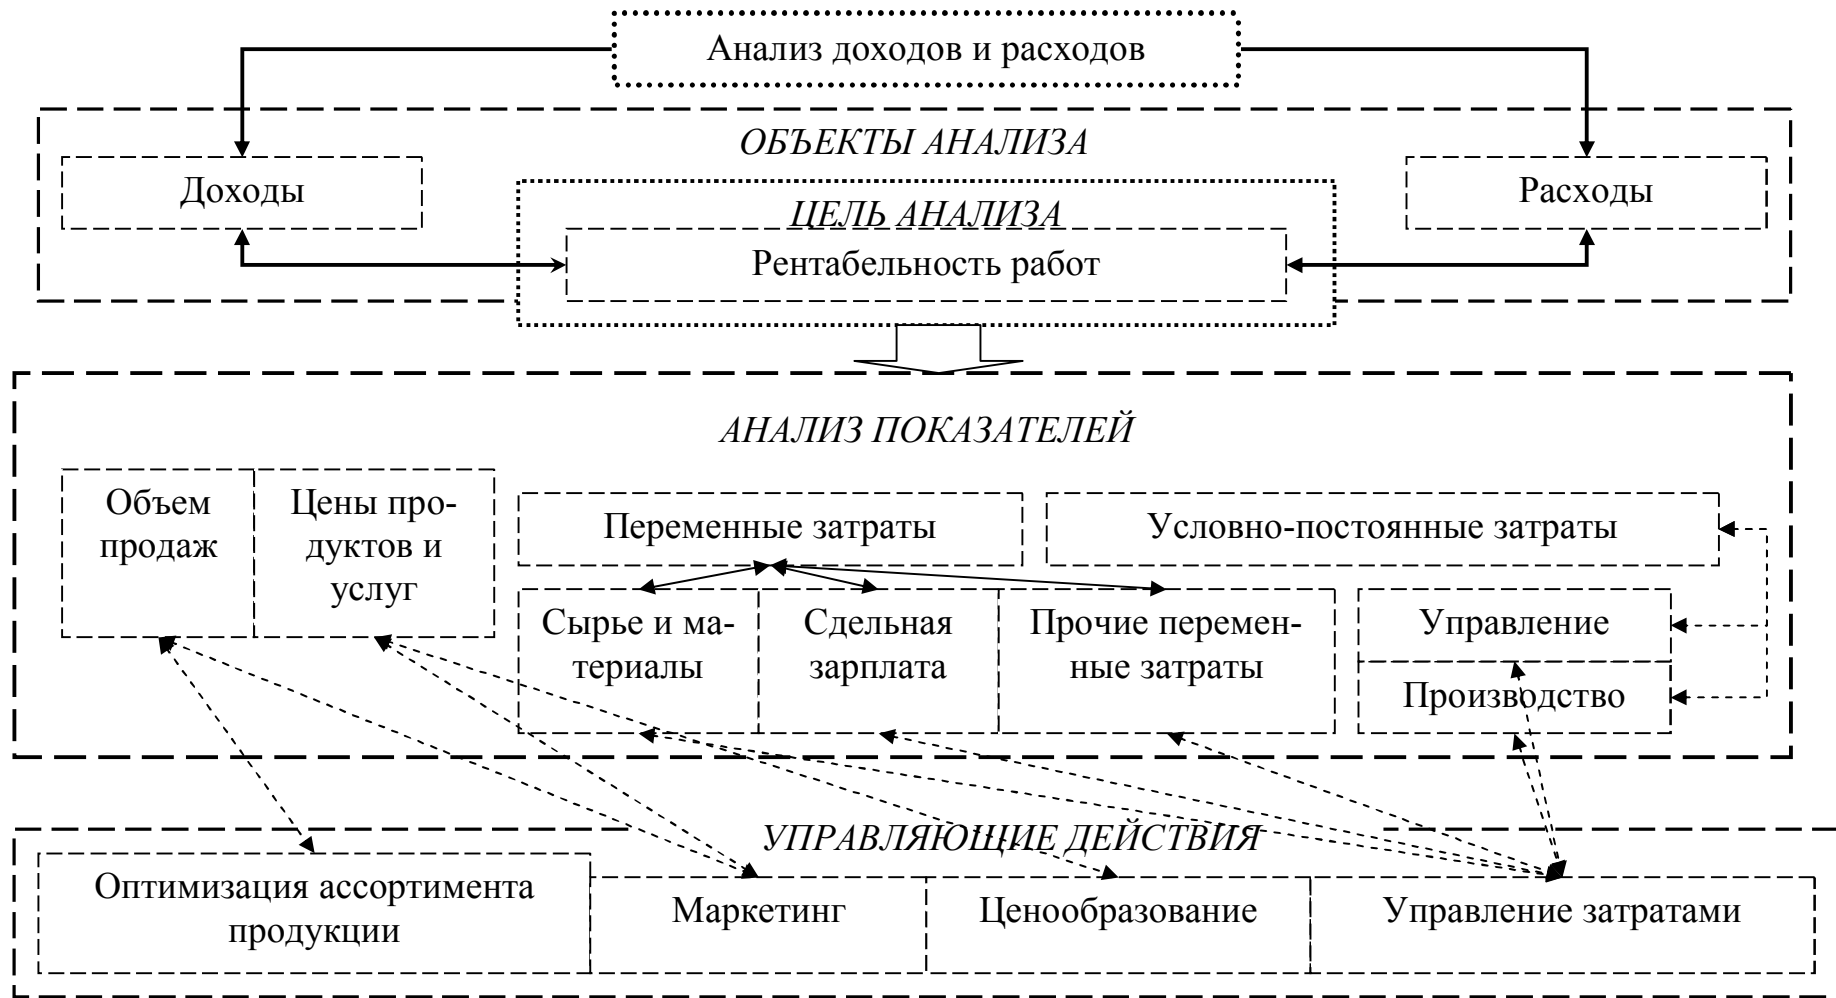 Анализ доходов и расходов
ОБЪЕКТЫ АНАЛИЗА
Доходы
Расходы
ЦЕЛЬ АНАЛИЗА
Рентабельность работ
АНАЛИЗ ПОКАЗАТЕЛЕЙ
Объем
продаж
Цены про-
дуктов и
услуг
Переменные затраты
Условно-постоянные затраты
Сырье и ма-
териалы
Сдельная
зарплата
Прочие перемен-
ные затраты
Управление
Производство
УПРАВЛЯЮЩИЕ ДЕЙСТВИЯ
Оптимизация ассортимента
продукции
Маркетинг
Ценообразование
Управление затратами